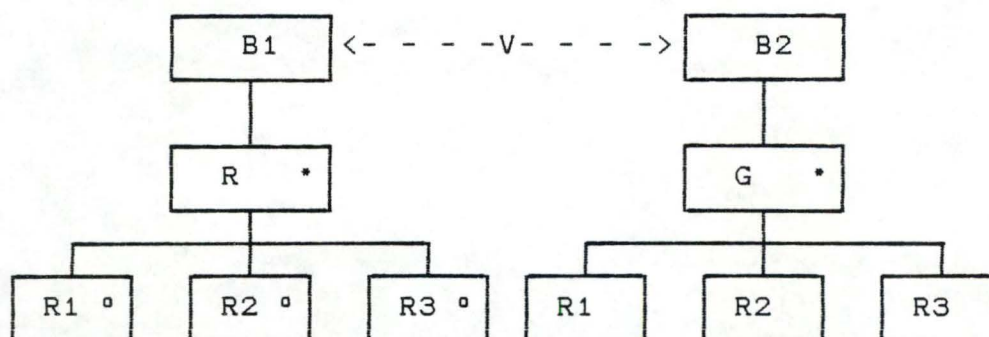 B1 <- - - - -V- - - - -> B2
R * G *
R1 o R2 o R3 o R1 R2 R3